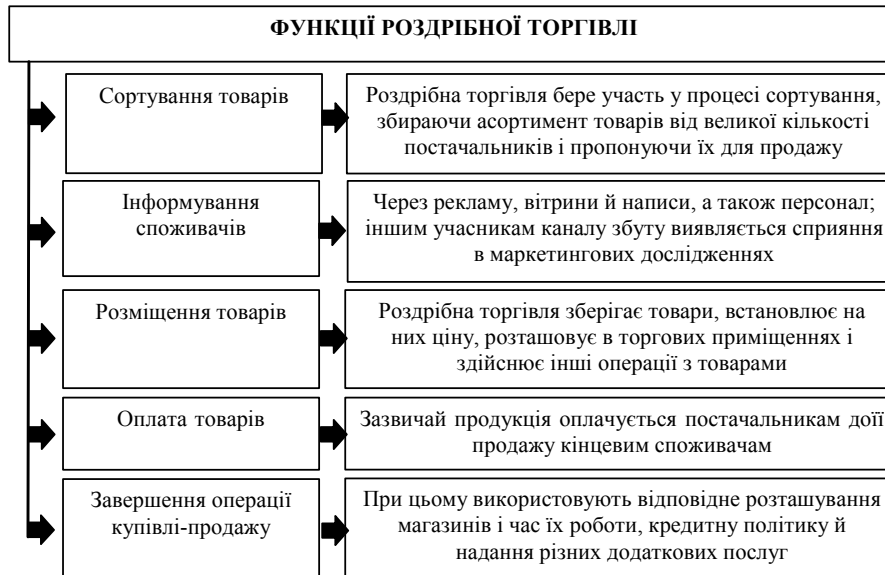 ФУНКЦІЇ РОЗДРІБНОЇ ТОРГІВЛІ
Сортування товарів
Роздрібна торгівля бере участь у процесі сортування,
збираючи асортимент товарів від великої кількості
постачальників і пропонуючи їх для продажу
Інформування
споживачів
Через рекламу, вітрини й написи, а також персонал;
іншим учасникам каналу збуту виявляється сприяння
в маркетингових дослідженнях
Розміщення товарів
Роздрібна торгівля зберігає товари, встановлює на
них ціну, розташовує в торгових приміщеннях і
здійснює інші операції з товарами
Оплата товарів
Зазвичай продукція оплачується постачальникам доїї
продажу кінцевим споживачам
Завершення операції
купівлі-продажу
При цьому використовують відповідне розташування
магазинів і час їх роботи, кредитну політику й
надання різних додаткових послуг